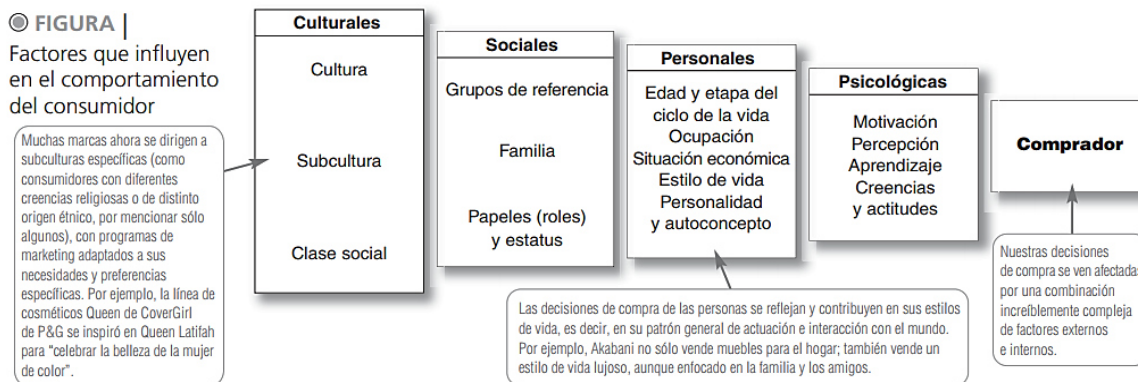 FIGURA |
Factores que influyen
en el comportamiento
del consumidor
Muchas marcas ahora se dirigen a
subculturas específicas (como
consumidores con diferentes
creencias religiosas o de distinto
origen étnico, por mencionar sólo
algunos), con programas de
marketing adaptados a sus
necesidades y preferencias
específicas. Por ejemplo, la línea de
cosméticos Queen de CoverGirl
de P&G se inspiró en Queen Latifah
para "celebrar la belleza de la mujer
de color".
Culturales
Cultura
Subcultura
Clase social
Sociales
Grupos de referencia
Familia
Papeles (roles)
y estatus
Personales
Edad y etapa del
ciclo de la vida
Ocupación
Situación económica
Estilo de vida
Personalidad
y autoconcepto
Psicológicas
Motivación
Percepción
Aprendizaje
Creencias
y actitudes
Comprador
Las decisiones de compra de las personas se reflejan y contribuyen en sus estilos
de vida, es decir, en su patrón general de actuación e interacción con el mundo.
Por ejemplo, Akabani no sólo vende muebles para el hogar; también vende un
estilo de vida lujoso, aunque enfocado en la familia y los amigos.
Nuestras decisiones
de compra se ven afectadas
por una combinación
increíblemente compleja
de factores externos
e internos.